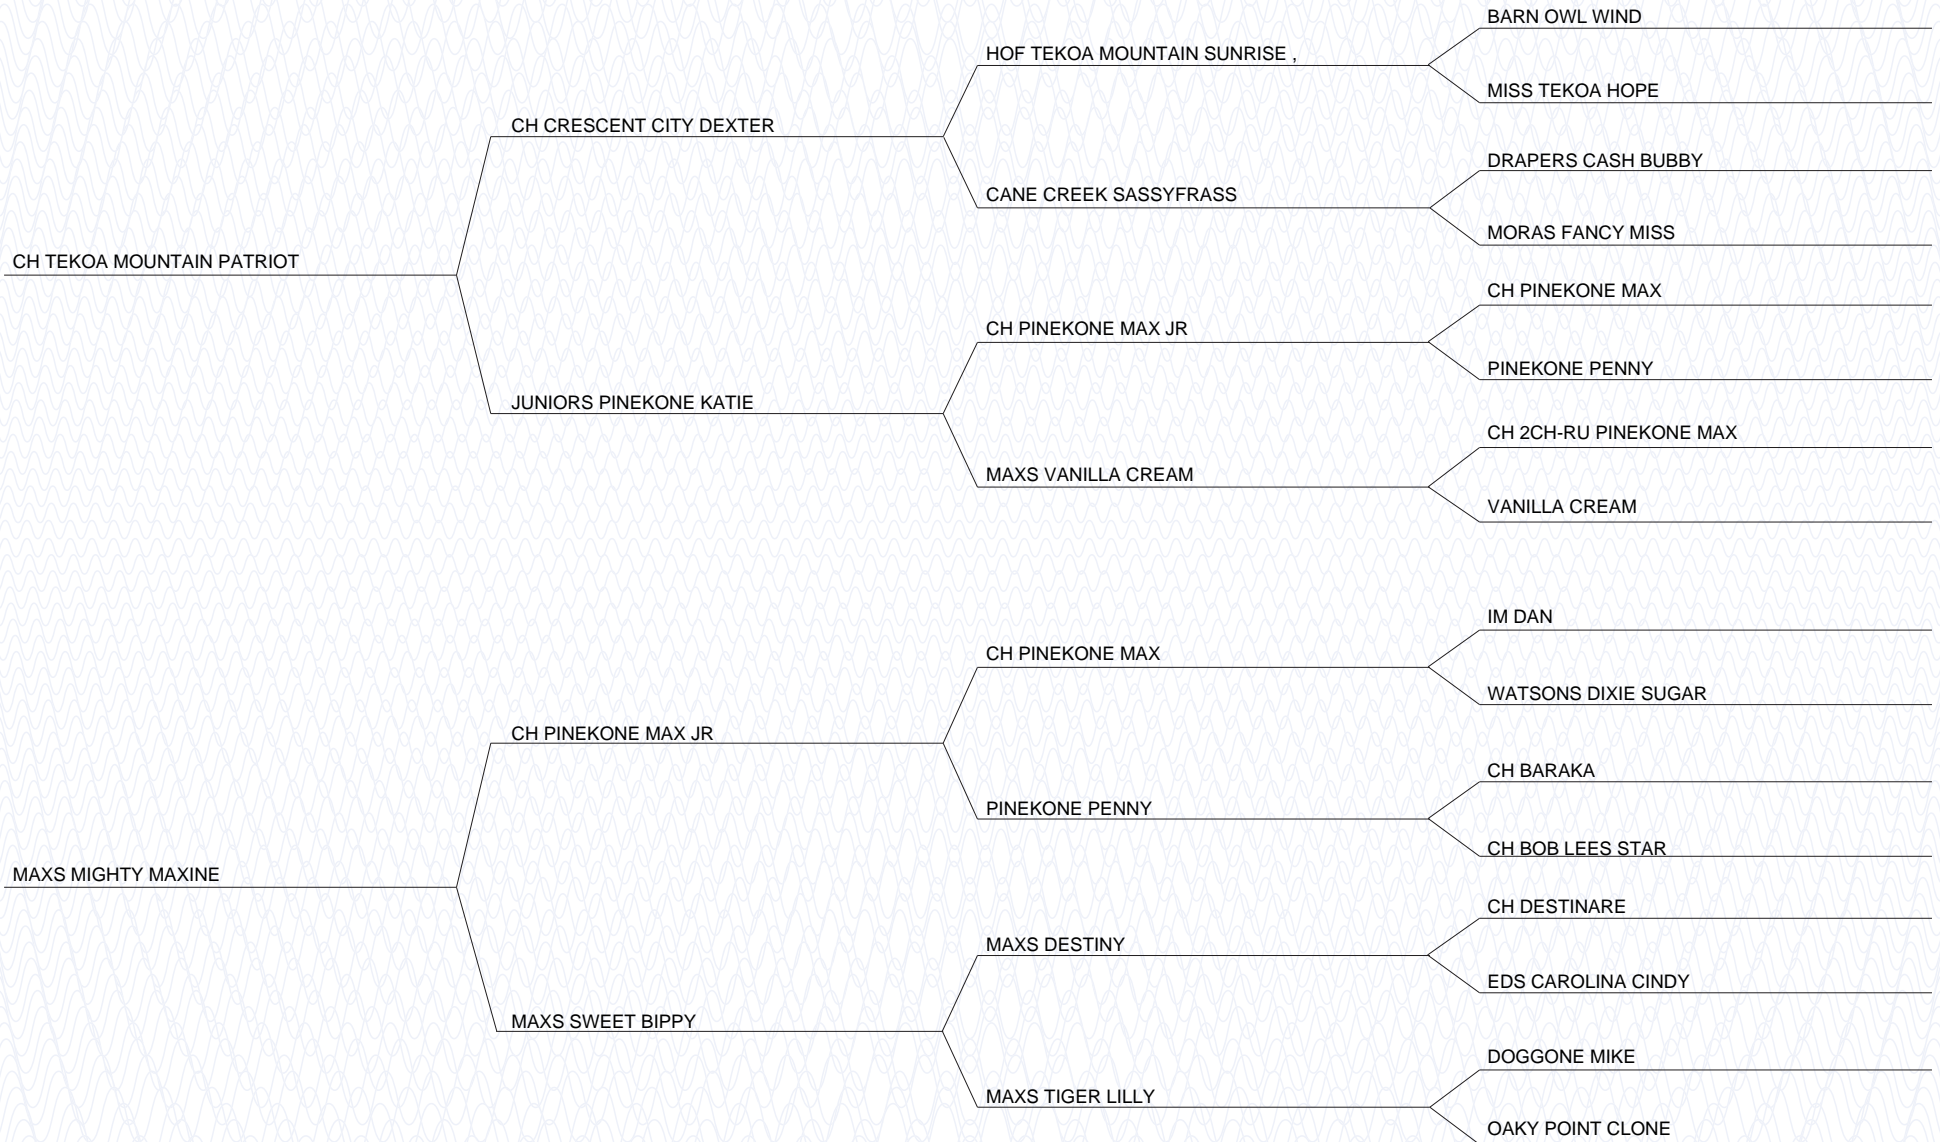 BARN OWL WIND
HOF TEKOA MOUNTAIN SUNRISE ,
MISS TEKOA HOPE
CH CRESCENT CITY DEXTER
DRAPERS CASH BUBBY
CANE CREEK SASSYFRASS
MORAS FANCY MISS
CH TEKOA MOUNTAIN PATRIOT
CH PINEKONE MAX
CH PINEKONE MAX JR
PINEKONE PENNY
JUNIORS PINEKONE KATIE
CH 2CH-RU PINEKONE MAX
MAXS VANILLA CREAM
VANILLA CREAM
IM DAN
CH PINEKONE MAX
WATSONS DIXIE SUGAR
CH PINEKONE MAX JR
CH BARAKA
PINEKONE PENNY
CH BOB LEES STAR
MAXS MIGHTY MAXINE
CH DESTINARE
MAXS DESTINY
EDS CAROLINA CINDY
MAXS SWEET BIPPY
DOGGONE MIKE
MAXS TIGER LILLY
OAKY POINT CLONE